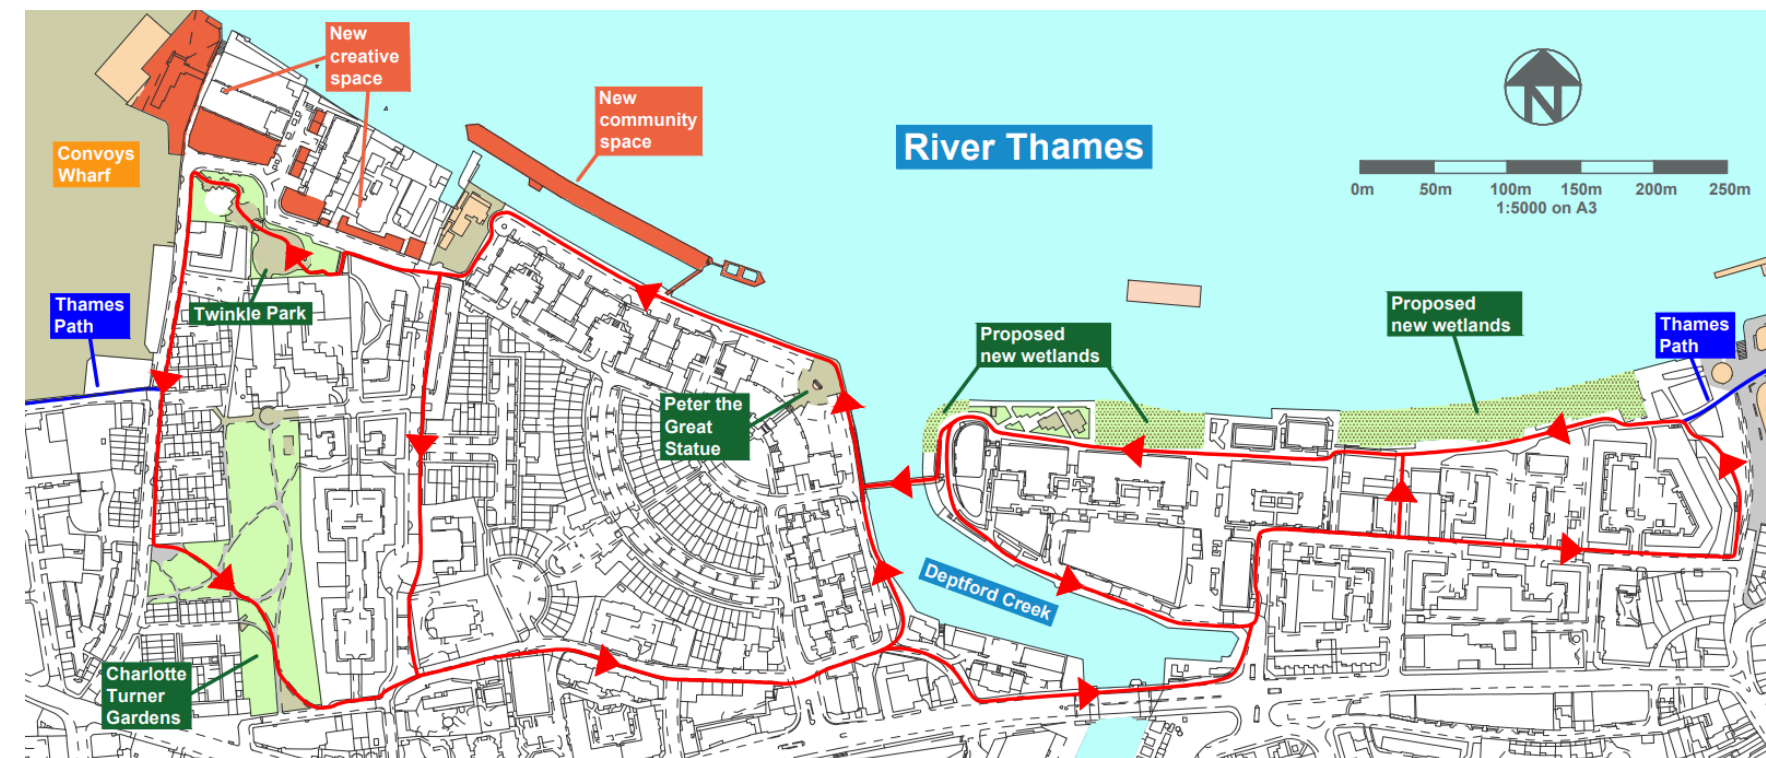 New
creative
space
New
community
space
River Thames
N
0m 50m 100m 150m 200m 250m
1:5000 on A3
Convoys
Wharf
Thames
Path
Twinkle Park
Peter the
Great
Statue
Proposed
new wetlands
Proposed
new wetlands
Thames
Path
Deptford Creek
Charlotte
Turner
Gardens